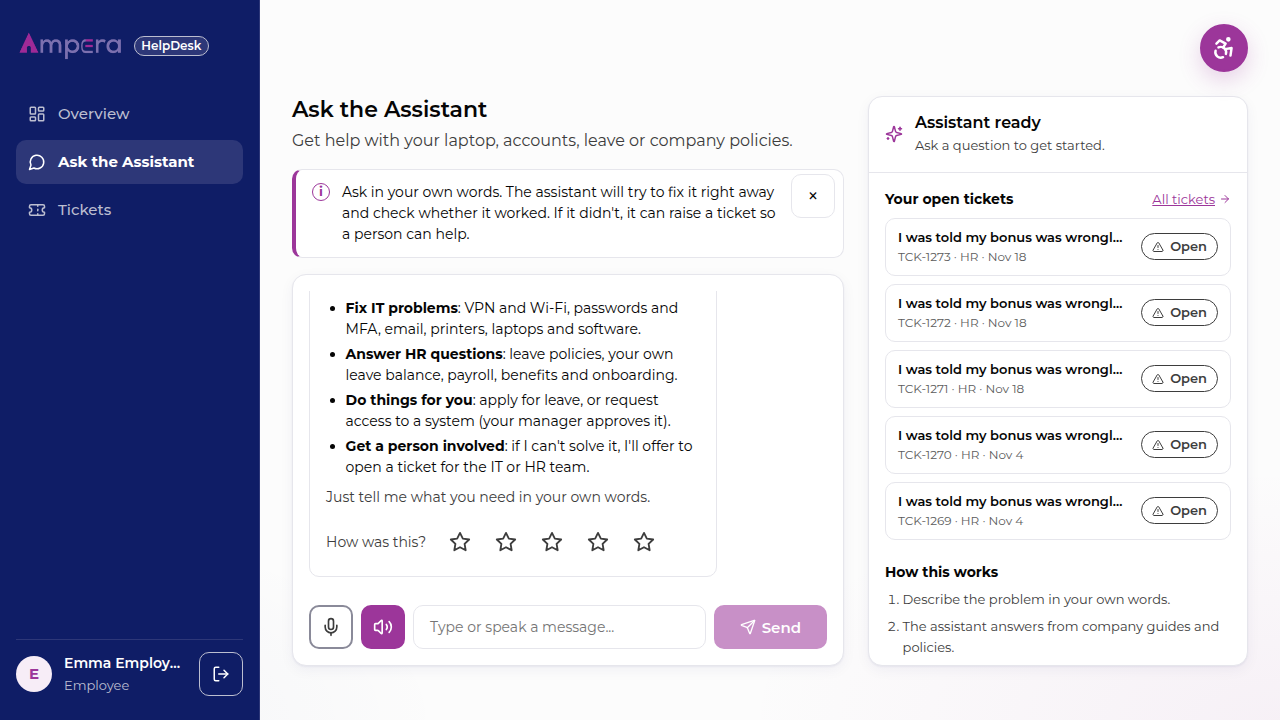 Ampera HelpDesk
Overview
Ask the Assistant
Tickets
E
Emma Employ...
Employee
Ask the Assistant
Get help with your laptop, accounts, leave or company policies.
Ask in your own words. The assistant will try to fix it right away
and check whether it worked. If it didn't, it can raise a ticket so
a person can help.
×
• Fix IT problems: VPN and Wi-Fi, passwords and
MFA, email, printers, laptops and software.
• Answer HR questions: leave policies, your own
leave balance, payroll, benefits and onboarding.
• Do things for you: apply for leave, or request
access to a system (your manager approves it).
• Get a person involved: if I can't solve it, I'll offer to
open a ticket for the IT or HR team.
Just tell me what you need in your own words.
How was this?
Type or speak a message...
Send
Assistant ready
Ask a question to get started.
Your open tickets
All tickets →
I was told my bonus was wrongl...
TCK-1273 · HR · Nov 18
Open
I was told my bonus was wrongl...
TCK-1272 · HR · Nov 18
Open
I was told my bonus was wrongl...
TCK-1271 · HR · Nov 18
Open
I was told my bonus was wrongl...
TCK-1270 · HR · Nov 4
Open
I was told my bonus was wrongl...
TCK-1269 · HR · Nov 4
Open
How this works
1. Describe the problem in your own words.
2. The assistant answers from company guides and
policies.